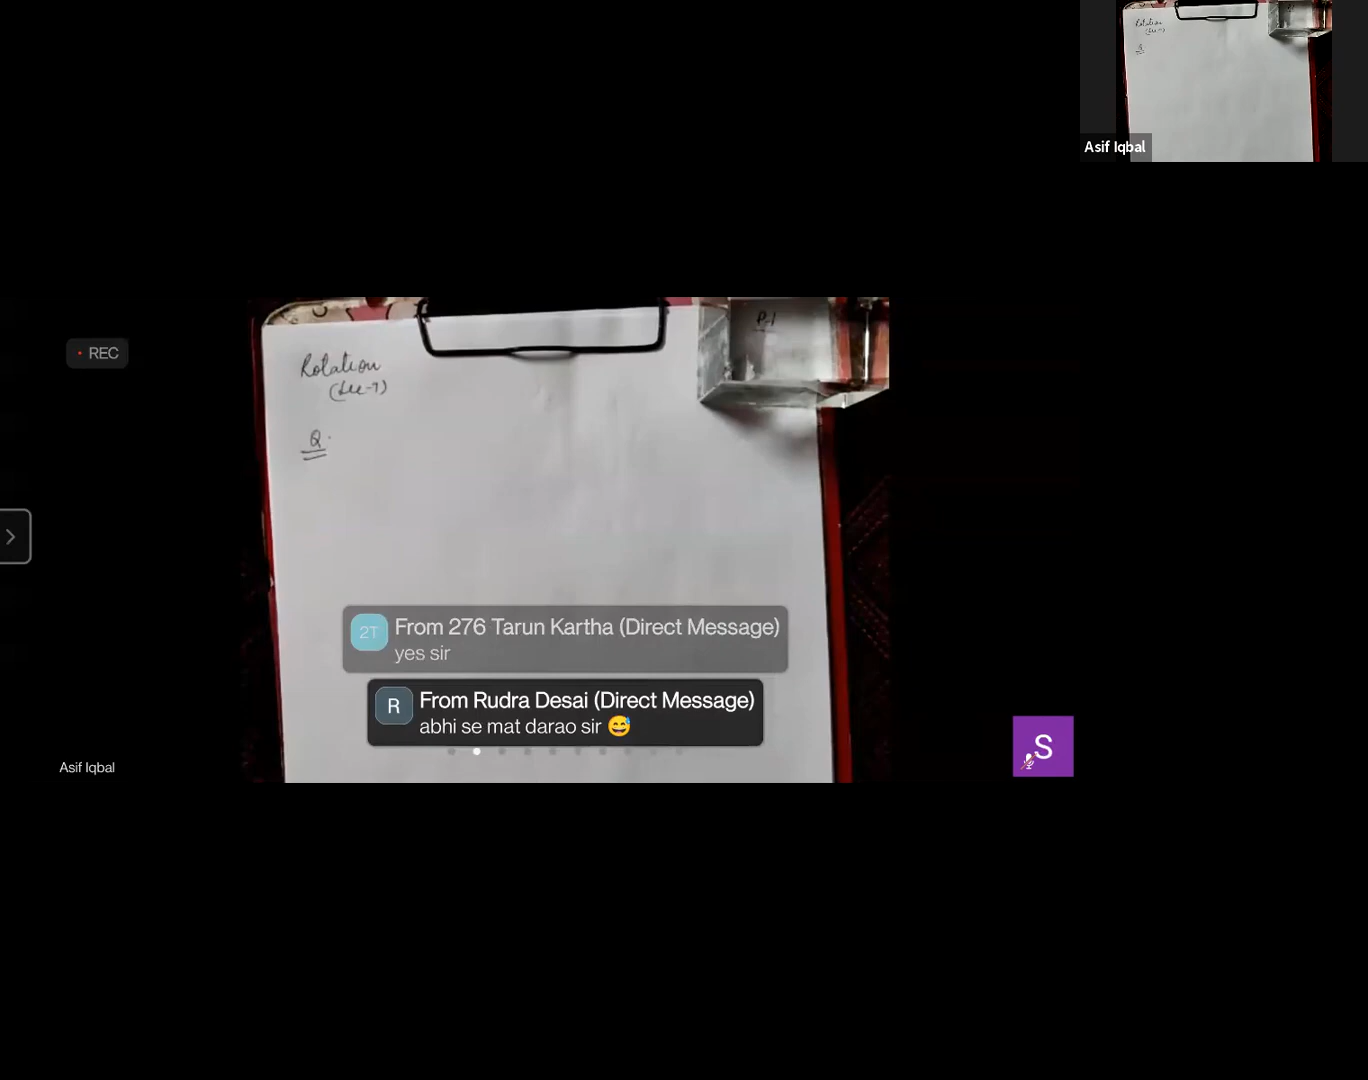 Asif Iqbal
REC
P-1
Rotation
(Lec-7)
Q.
2T
From 276 Tarun Kartha (Direct Message)
yes sir
R
From Rudra Desai (Direct Message)
abhi se mat darao sir 😅
S
Asif Iqbal